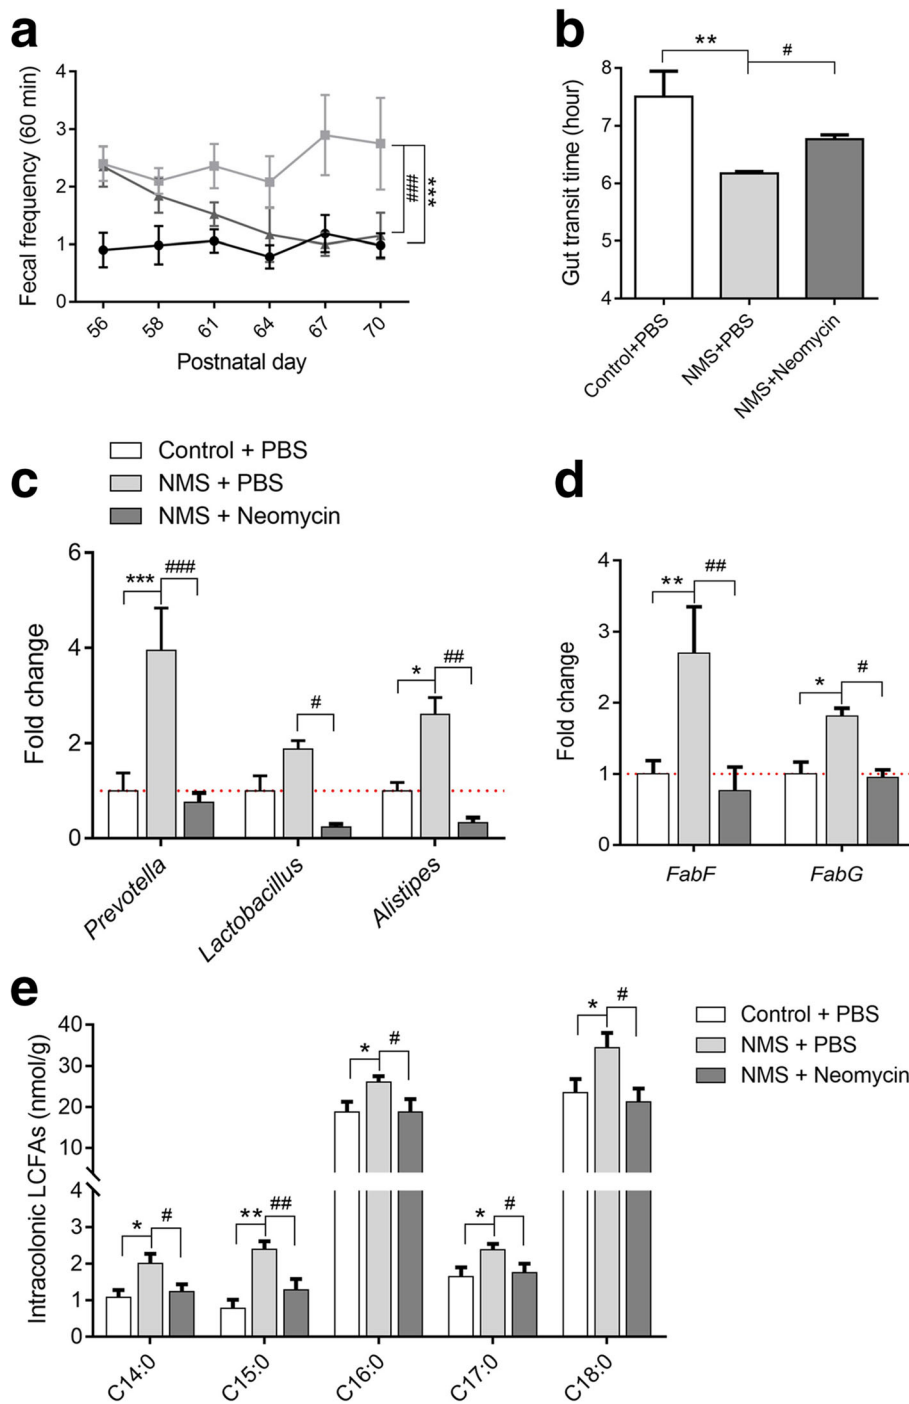 a
Fecal frequency (60 min)
4
3
2
1
0
###
***
56
58
61
64
67
70
Postnatal day
b
Gut transit time (hour)
8
7
6
5
4
**
#
Control+PBS
NMS+PBS
NMS+Neomycin
c
Control + PBS
NMS + PBS
NMS + Neomycin
Fold change
6
4
2
0
***
###
#
*
##
Prevotella
Lactobacillus
Alistipes
d
Fold change
4
3
2
1
0
**
##
*
#
FabF
FabG
e
Intracolonic LCFAs (nmol/g)
40
30
20
10
4
3
2
1
0
*
#
**
##
*
#
*
#
*
#
C14:0
C15:0
C16:0
C17:0
C18:0
Control + PBS
NMS + PBS
NMS + Neomycin